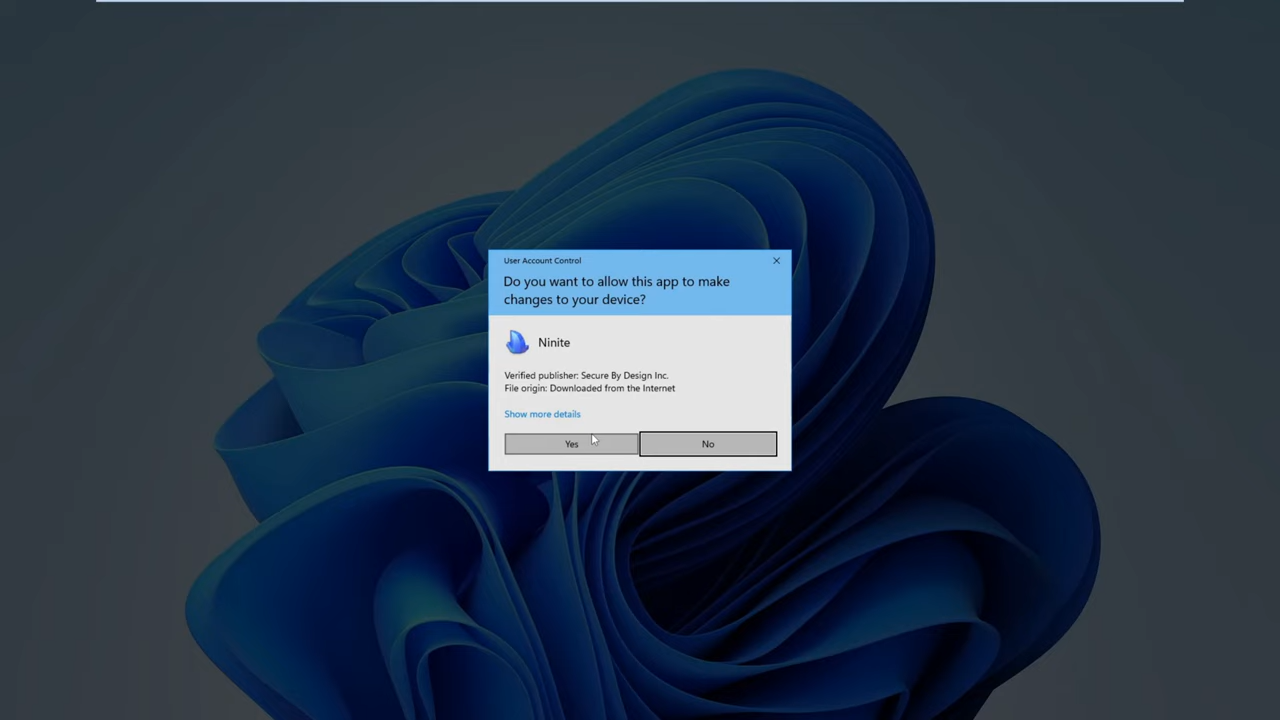 User Account Control
Do you want to allow this app to make
changes to your device?
Ninite
Verified publisher: Secure By Design Inc.
File origin: Downloaded from the Internet
Show more details
Yes
No